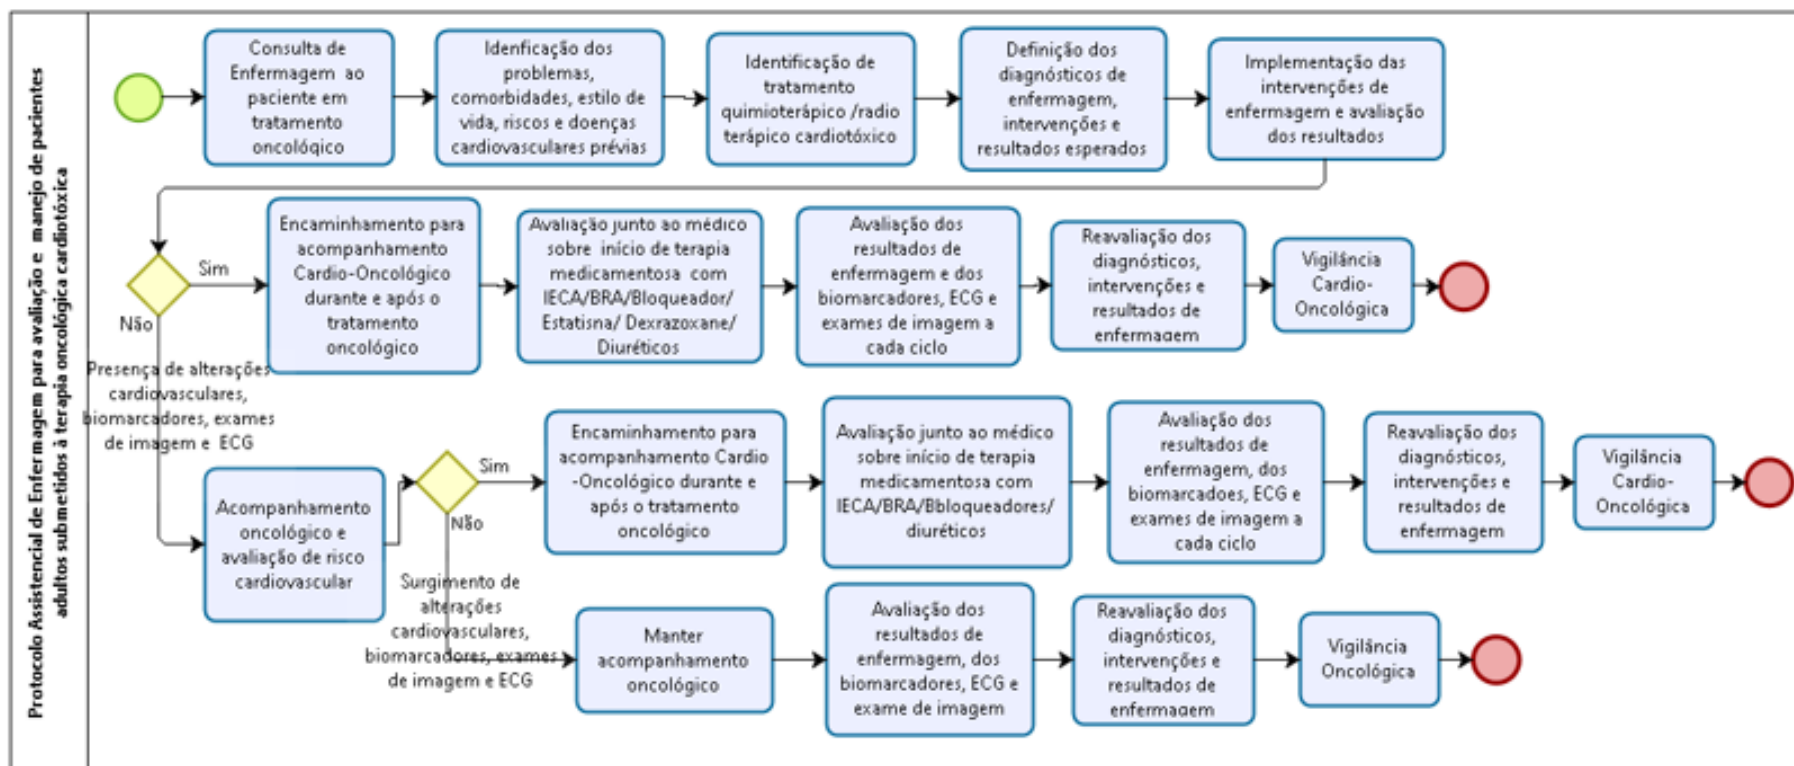 Protocolo Assistencial de Enfermagem para avaliação e manejo de pacientes
adultos submetidos à terapia oncológica cardiotóxica
Consulta de
Enfermagem ao
paciente em
tratamento
oncológico
Idenficação dos
problemas,
comorbidades, estilo de
vida, riscos e doenças
cardiovasculares prévias
Identificação de
tratamento
quimioterápico /radio
terápico cardiotóxico
Definição dos
diagnósticos de
enfermagem,
intervenções e
resultados esperados
Implementação das
intervenções de
enfermagem e avaliação
dos resultados
Sim
Não
Presença de alterações
cardiovasculares,
biomarcadores, exames
de imagem e ECG
Encaminhamento para
acompanhamento
Cardio-Oncológico
durante e após o
tratamento
oncológico
Avaliação junto ao médico
sobre início de terapia
medicamentosa com
IECA/BRA/Bloqueador/
Estatisna/ Dexrazoxane/
Diuréticos
Avaliação dos
resultados de
enfermagem e dos
biomarcadores, ECG e
exames de imagem a
cada ciclo
Reavaliação dos
diagnósticos,
intervenções e
resultados de
enfermagem
Vigilância
Cardio-
Oncológica
Acompanhamento
oncológico e
avaliação de risco
cardiovascular
Sim
Não
Surgimento de
alterações
cardiovasculares,
biomarcadores, exames
de imagem e ECG
Encaminhamento para
acompanhamento Cardio
-Oncológico durante e
após o tratamento
oncológico
Avaliação junto ao médico
sobre início de terapia
medicamentosa com
IECA/BRA/Bbloqueadores/
diuréticos
Avaliação dos
resultados de
enfermagem, dos
biomarcadoes, ECG e
exames de imagem a
cada ciclo
Reavaliação dos
diagnósticos,
intervenções e
resultados de
enfermagem
Vigilância
Cardio-
Oncológica
Manter
acompanhamento
oncológico
Avaliação dos
resultados de
enfermagem, dos
biomarcadores, ECG e
exame de imagem
Reavaliação dos
diagnósticos,
intervenções e
resultados de
enfermagem
Vigilância
Oncológica